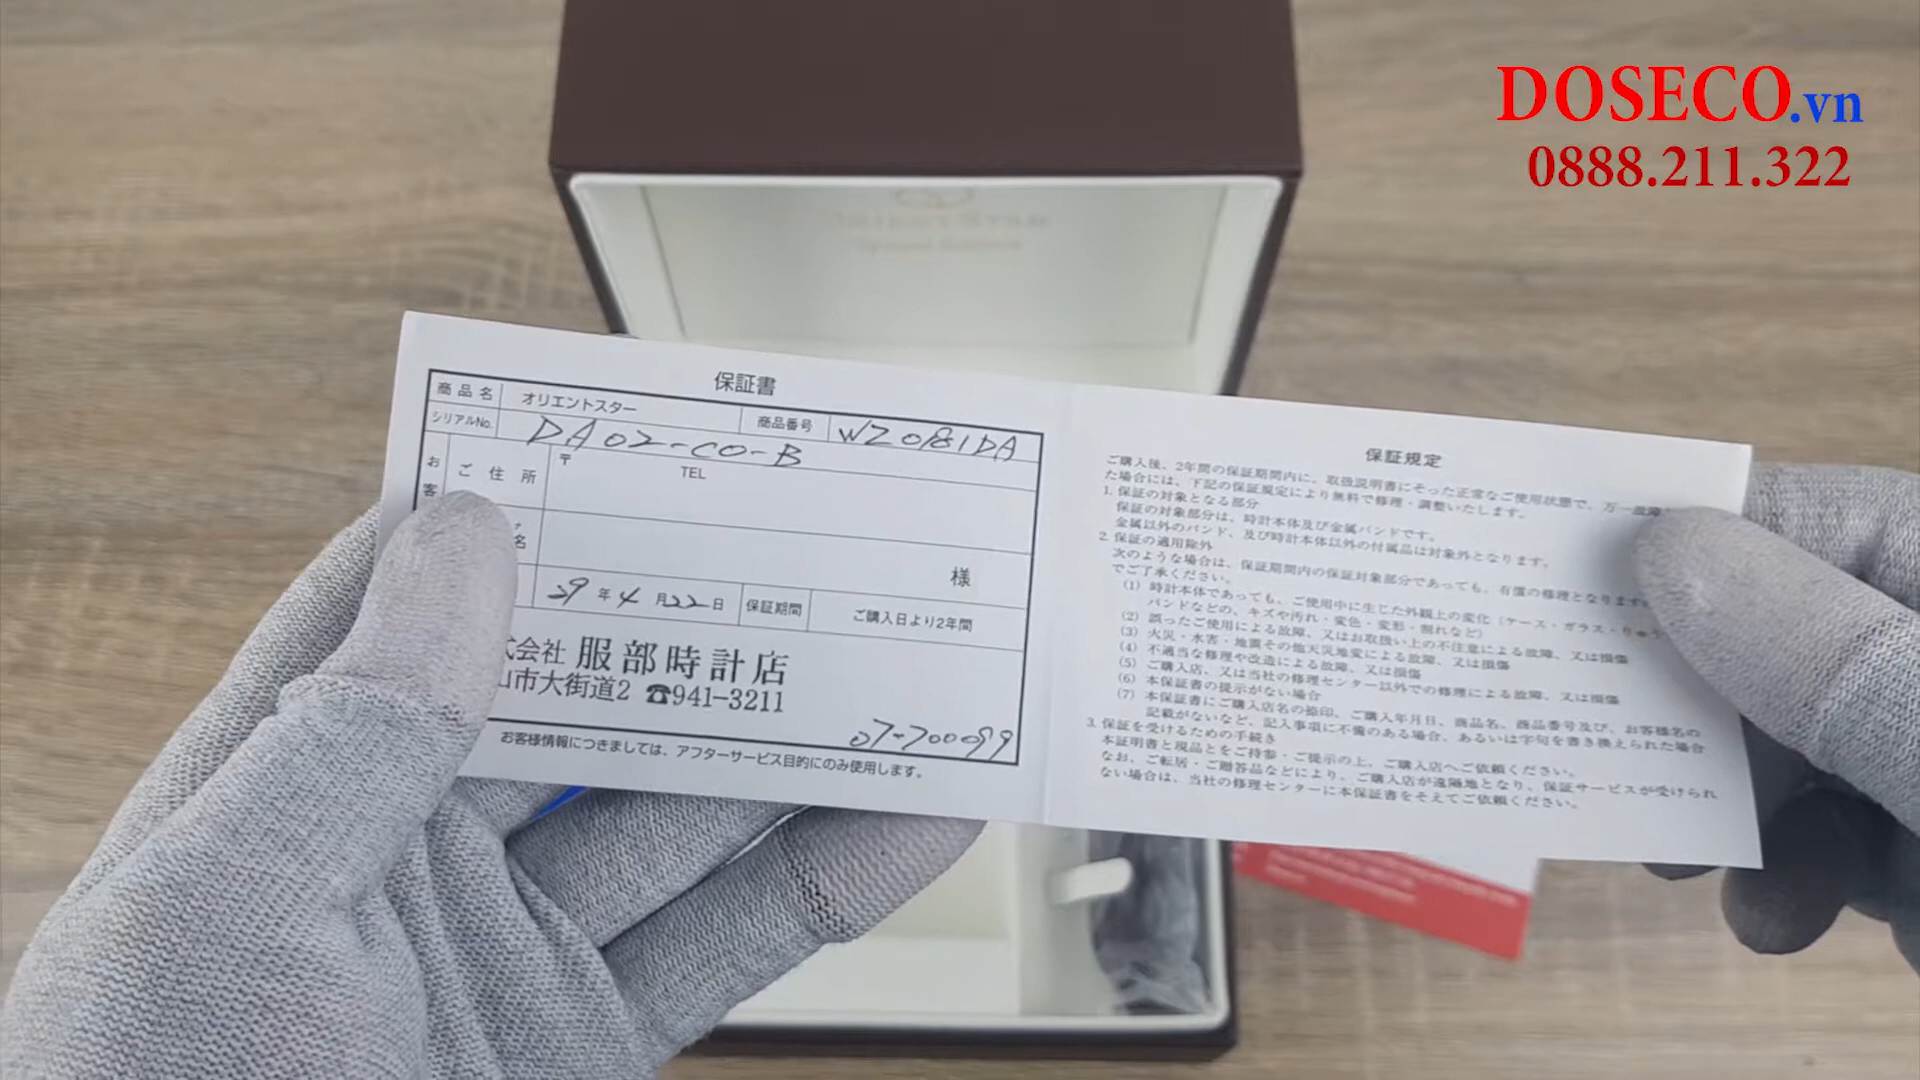 DOSECO.vn
0888.211.322
保証書
商品名 オリエントスター 商品番号 WZ0081DA
シリアルNo. DA02-C0-B
お客
ご住所 〒 TEL
名 様
29年4月22日 保証期間 ご購入日より2年間
式会社 服部時計店
山市大街道2 ☎941-3211
07-70099
お客様情報につきましては、アフターサービス目的にのみ使用します。
保証規定
ご購入後、2年間の保証期間内に、取扱説明書にそった正常なご使用状態で、万一故障
た場合には、下記の保証規定により無料で修理・調整いたします。
1. 保証の対象となる部分
保証の対象部分は、時計本体及び金属バンドです。
金属以外のバンド、及び時計本体以外の付属品は対象外となります。
2. 保証の適用除外
次のような場合は、保証期間内の保証対象部分であっても、有償の修理となります。
でご了承ください。
(1) 時計本体であっても、ご使用中に生じた外観上の変化（ケース・ガラス・りゅう
バンドなどの、キズや汚れ・変色・変形・割れなど）
(2) 誤ったご使用による故障、又はお取扱い上の不注意による故障、又は損傷
(3) 火災・水害・地震その他天災地変による故障、又は損傷
(4) 不適当な修理や改造による故障、又は損傷
(5) ご購入店、又は当社の修理センター以外での修理による故障、又は損傷
(6) 本保証書の提示がない場合
(7) 本保証書にご購入店名の捺印、ご購入年月日、商品名、商品番号及び、お客様名の
記載がないなど、記入事項に不備のある場合、あるいは字句を書き換えられた場合
3. 保証を受けるための手続き
本証明書と現品とをご持参・ご提示の上、ご購入店へご依頼ください。
なお、ご転居・ご贈答品などにより、ご購入店が遠隔地となり、保証サービスが受けられ
ない場合は、当社の修理センターに本保証書をそえてご依頼ください。